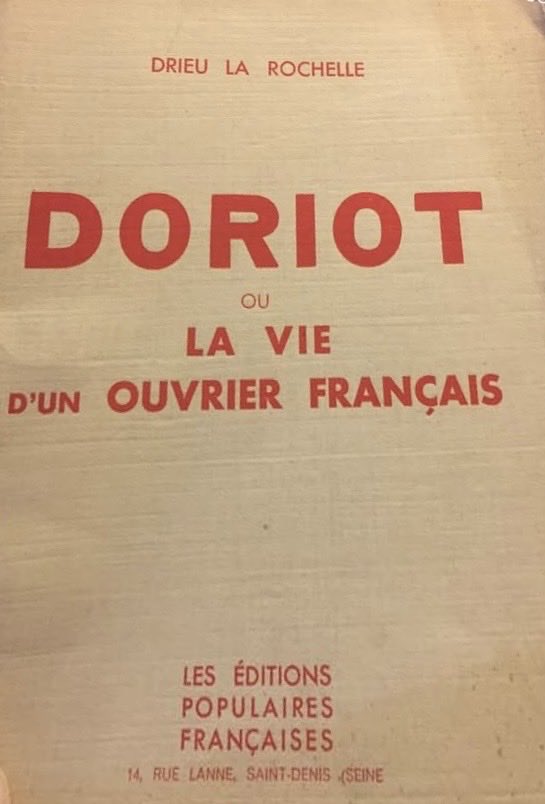 DRIEU LA ROCHELLE
DORIOT
OU
LA VIE
D'UN OUVRIER FRANÇAIS
LES ÉDITIONS
POPULAIRES
FRANÇAISES
14, RUE LANNE, SAINT-DENIS (SEINE